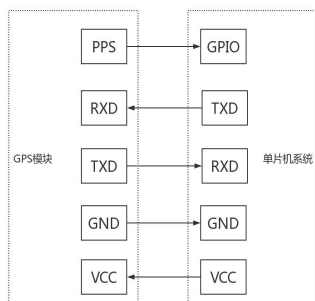 PPS GPIO
RXD TXD
GPS模块 TXD RXD 单片机系统
GND GND
VCC VCC